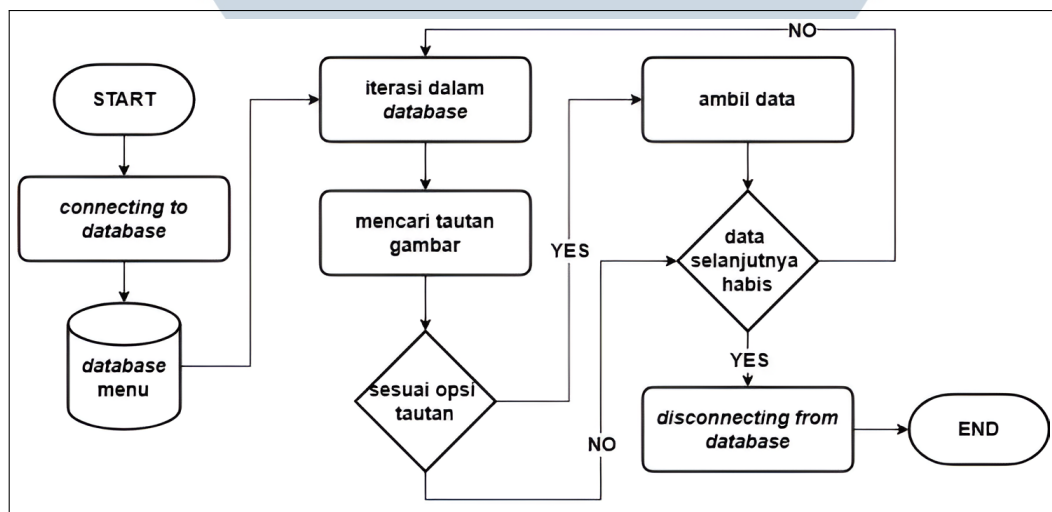 START
connecting to
database
database
menu
iterasi dalam
database
mencari tautan
gambar
sesuai opsi
tautan
YES
NO
ambil data
data
selanjutnya
habis
NO
YES
disconnecting from
database
END